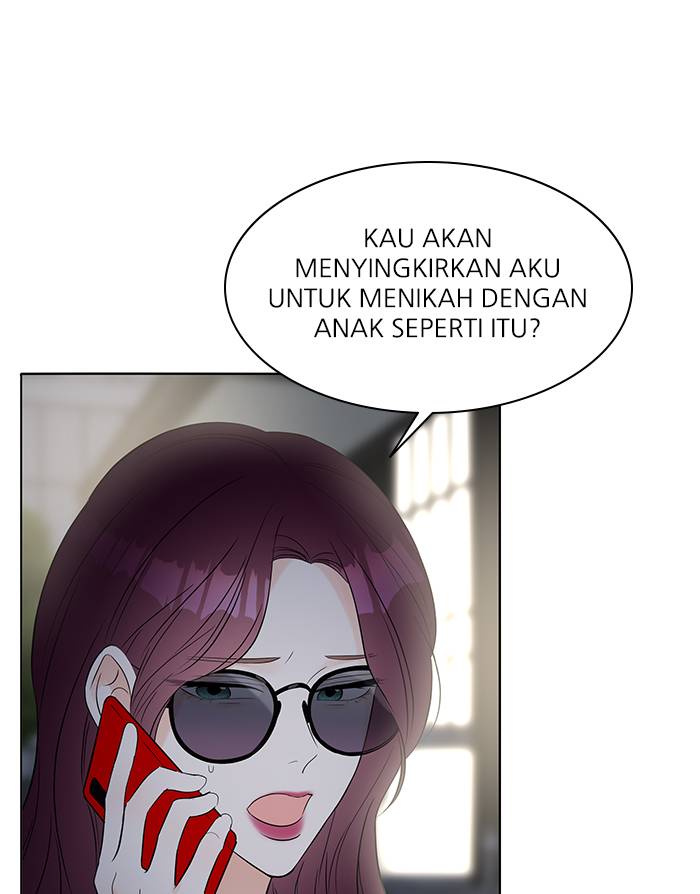 KAU AKAN
MENYINGKIRKAN AKU
UNTUK MENIKAH DENGAN
ANAK SEPERTI ITU?